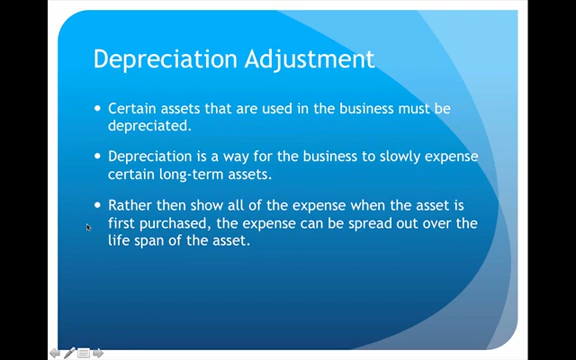 Depreciation Adjustment
• Certain assets that are used in the business must be
depreciated.
• Depreciation is a way for the business to slowly expense
certain long-term assets.
• Rather then show all of the expense when the asset is
first purchased, the expense can be spread out over the
life span of the asset.